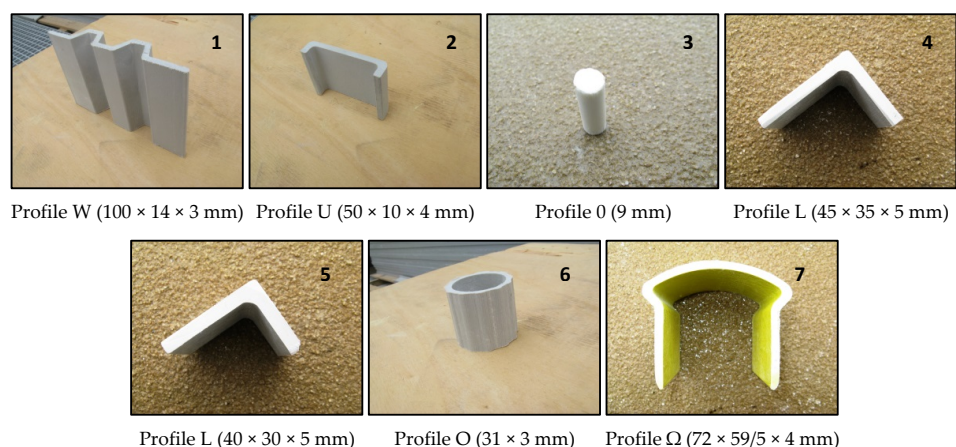 1
2
3
4
Profile W (100 × 14 × 3 mm)
Profile U (50 × 10 × 4 mm)
Profile 0 (9 mm)
Profile L (45 × 35 × 5 mm)
5
6
7
Profile L (40 × 30 × 5 mm)
Profile O (31 × 3 mm)
Profile Ω (72 × 59/5 × 4 mm)